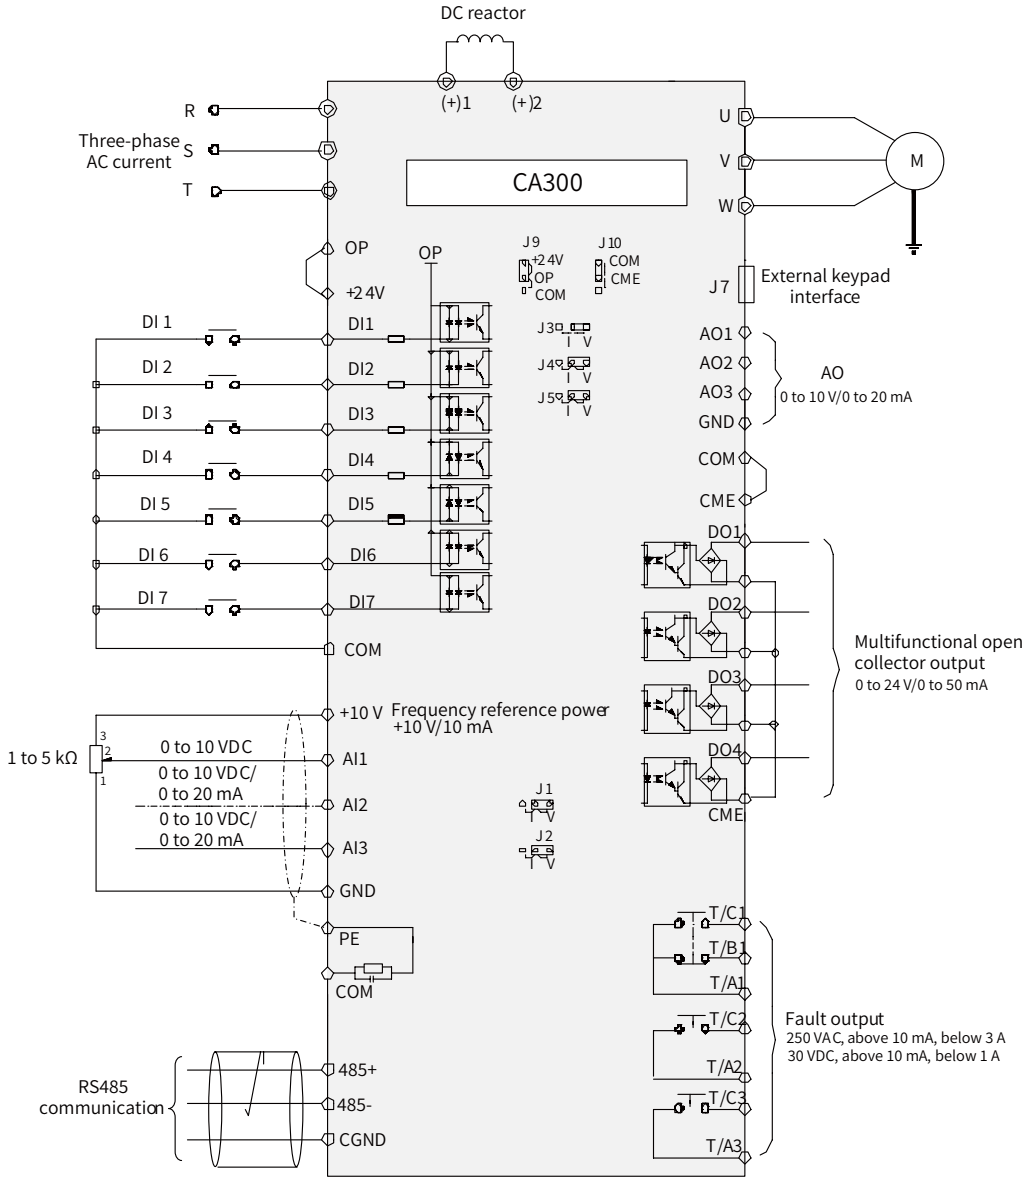 DC reactor
(+)1
(+)2
R
Three-phase
AC current
S
T
CA300
U
V
W
M
OP
+24V
OP
J9
+24V
OP
COM
J10
COM
CME
J7
External keypad
interface
DI 1
DI 2
DI 3
DI 4
DI 5
DI 6
DI 7
DI1
DI2
DI3
DI4
DI5
DI6
DI7
COM
J3
I V
J4
I V
J5
I V
AO1
AO2
AO3
GND
AO
0 to 10 V/0 to 20 mA
COM
CME
DO1
DO2
DO3
DO4
CME
Multifunctional open
collector output
0 to 24 V/0 to 50 mA
+10 V
Frequency reference power
+10 V/10 mA
1 to 5 kΩ
3
2
1
0 to 10 VDC
0 to 10 VDC/
0 to 20 mA
0 to 10 VDC/
0 to 20 mA
AI1
AI2
AI3
GND
PE
COM
J1
I V
J2
I V
T/C1
T/B1
T/A1
T/C2
T/A2
T/C3
T/A3
Fault output
250 VAC, above 10 mA, below 3 A
30 VDC, above 10 mA, below 1 A
RS485
communication
485+
485-
CGND